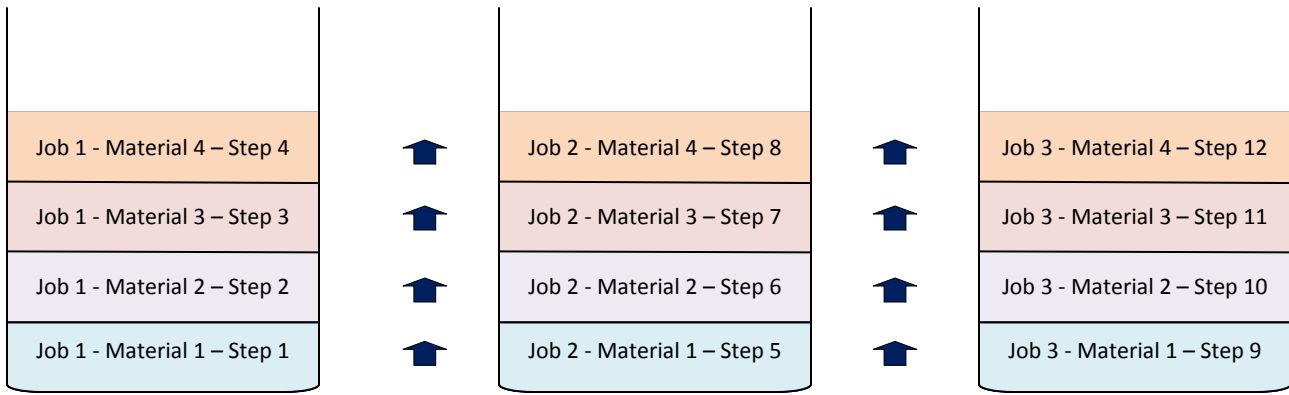 Job 1 - Material 4 – Step 4
Job 2 - Material 4 – Step 8
Job 3 - Material 4 – Step 12
Job 1 - Material 3 – Step 3
Job 2 - Material 3 – Step 7
Job 3 - Material 3 – Step 11
Job 1 - Material 2 – Step 2
Job 2 - Material 2 – Step 6
Job 3 - Material 2 – Step 10
Job 1 - Material 1 – Step 1
Job 2 - Material 1 – Step 5
Job 3 - Material 1 – Step 9